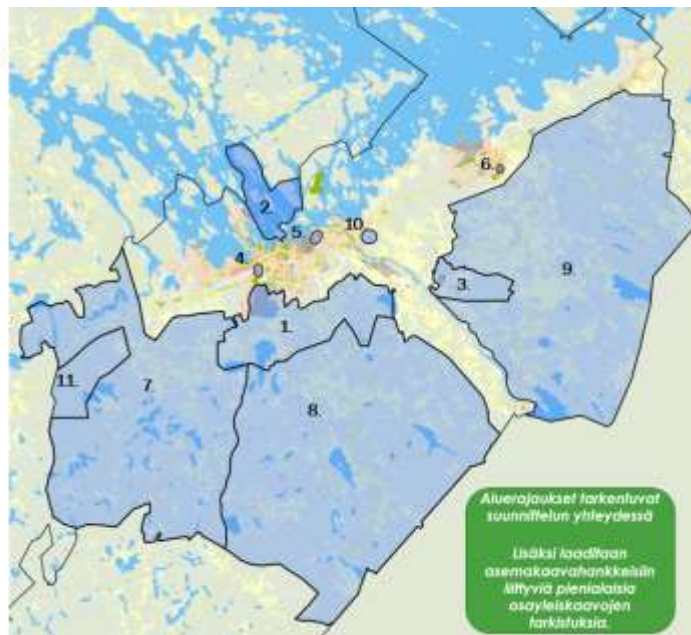 2.
5.
10.
6.
4.
3.
9.
1.
11.
7.
8.
Aluerajaukset tarkentuvat
suunnittelun yhteydessä
Lisäksi laaditaan
asemakaavahankkeisiin
liittyviä pienialaisia
osayleiskaavojen
tarkistuksia.